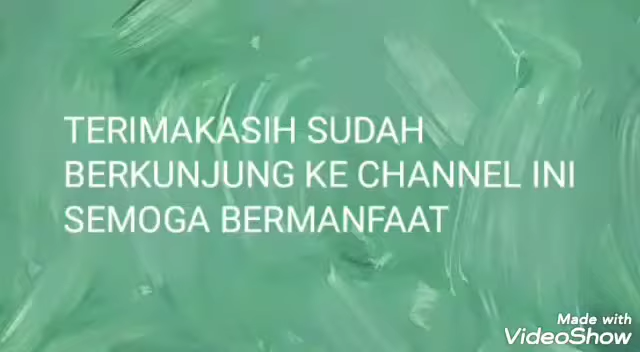 TERIMAKASIH SUDAH
BERKUNJUNG KE CHANNEL INI
SEMOGA BERMANFAAT
Made with
VideoShow